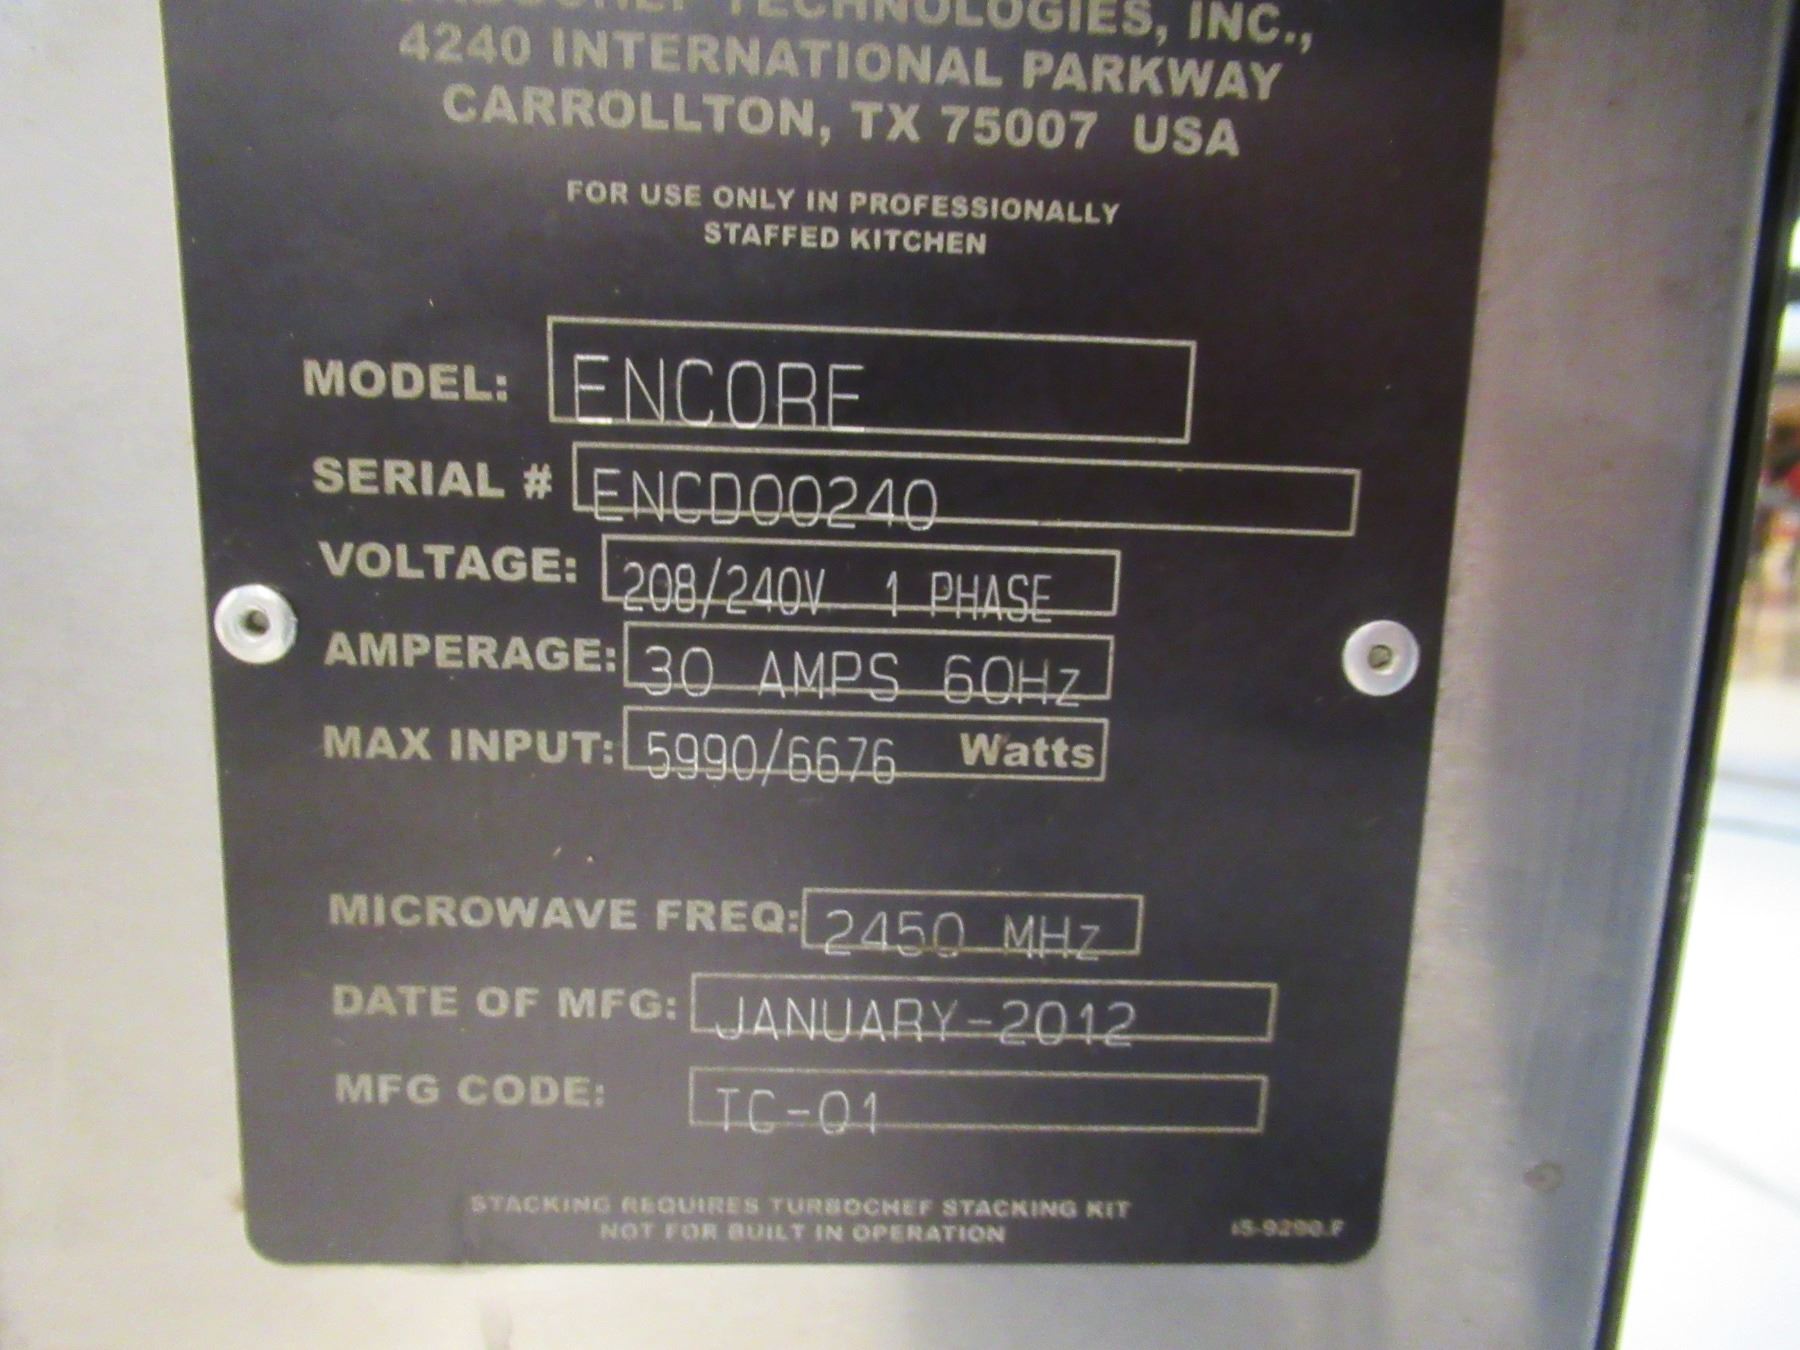 TECHNOLOGIES, INC.,
4240 INTERNATIONAL PARKWAY
CARROLLTON, TX 75007 USA
FOR USE ONLY IN PROFESSIONALLY
STAFFED KITCHEN
MODEL: ENCORE
SERIAL # ENCD00240
VOLTAGE: 208/240V 1 PHASE
AMPERAGE: 30 AMPS 60Hz
MAX INPUT: 5990/6676 Watts
MICROWAVE FREQ: 2450 MHz
DATE OF MFG: JANUARY-2012
MFG CODE: TC-01
STACKING REQUIRES TURBOCHEF STACKING KIT
NOT FOR BUILT IN OPERATION